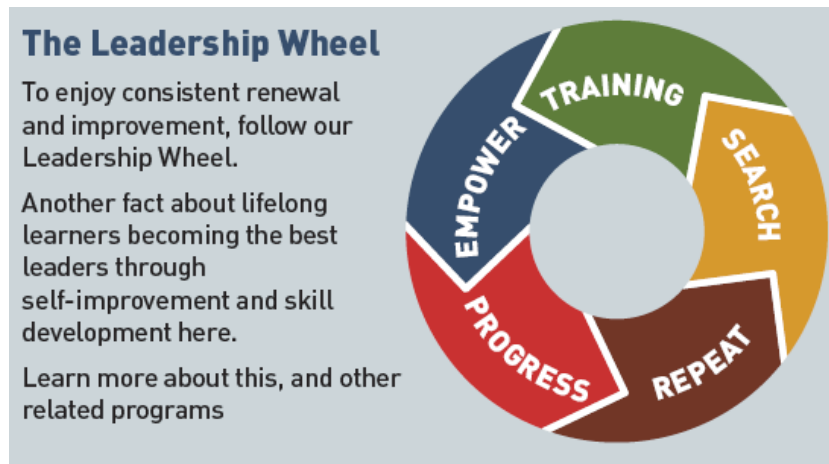 The Leadership Wheel
To enjoy consistent renewal
and improvement, follow our
Leadership Wheel.
Another fact about lifelong
learners becoming the best
leaders through
self-improvement and skill
development here.
Learn more about this, and other
related programs
TRAINING
SEARCH
REPEAT
PROGRESS
EMPOWER